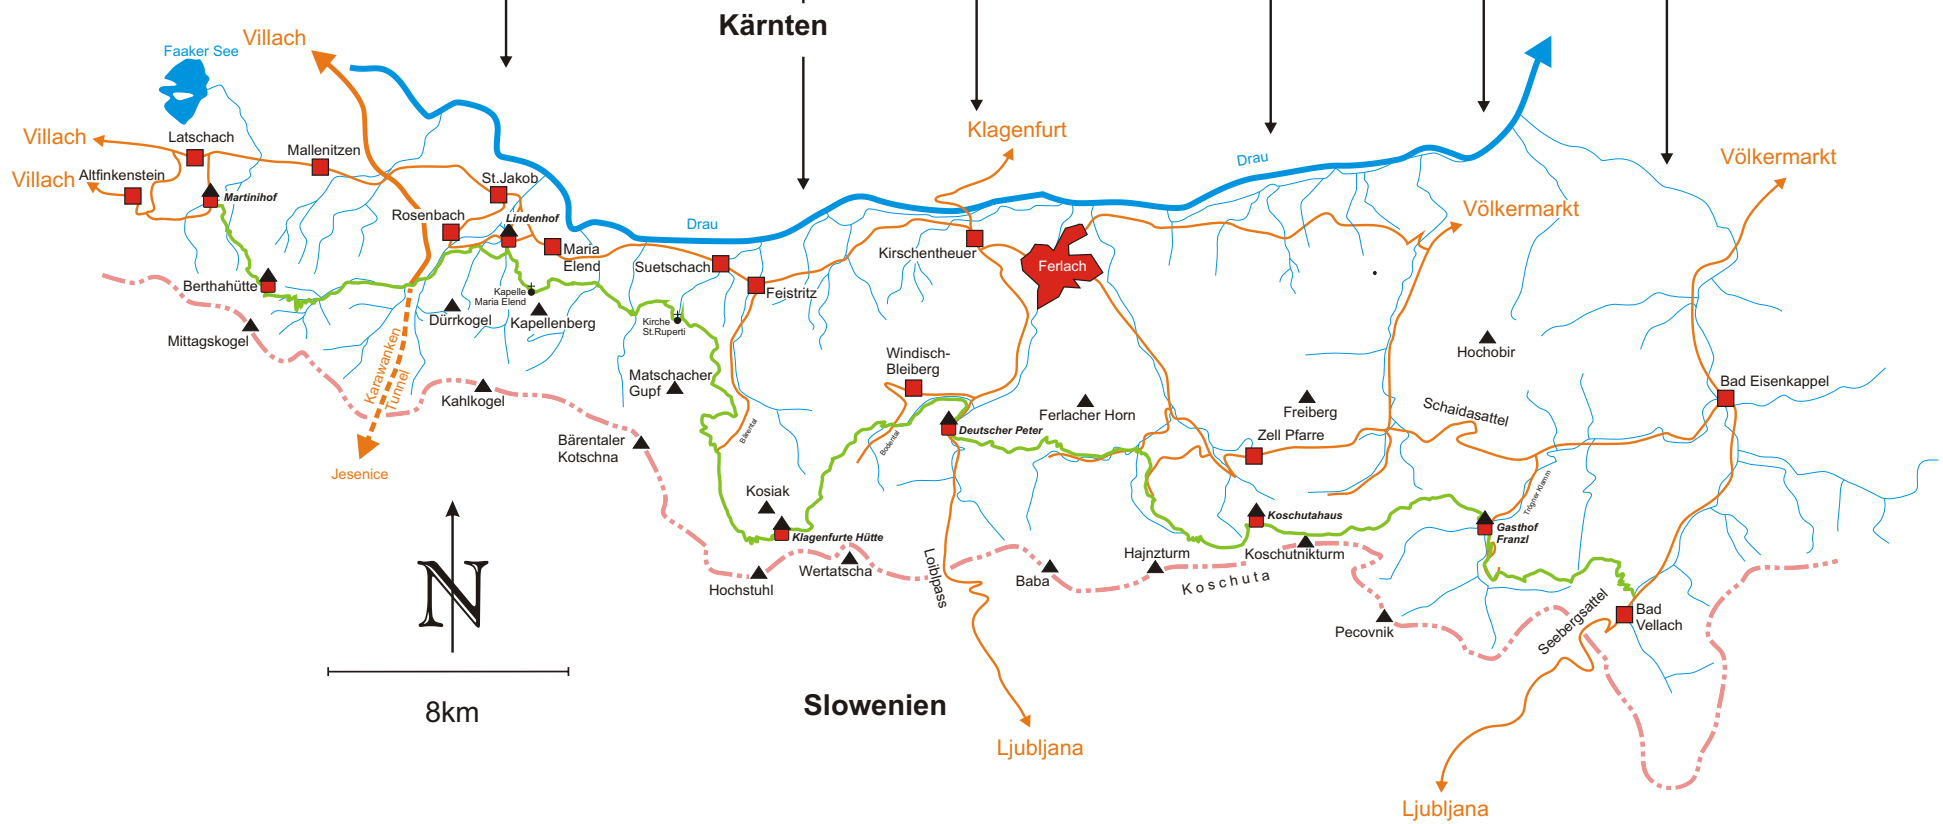 Kärnten
Villach
Faaker See
Klagenfurt
Villach
Latschach
Mallenitzen
Drau
Völkermarkt
Villach
Altfinkenstein
St.Jakob
Martinihof
Rosenbach
Lindenhof
Drau
Völkermarkt
Maria
Elend
Kirschentheuer
Suetschach
Ferlach
Berthahütte
Feistritz
Kapelle
Maria Elend
Dürrkogel
Kapellenberg
Kirche
St.Ruperti
Mittagskogel
Karawanken
Tunnel
Windisch-
Bleiberg
Hochobir
Matschacher
Gupf
Kahlkogel
Bad Eisenkappel
Ferlacher Horn
Freiberg
Schaidasattel
Deutscher Peter
Bärental
Bodental
Zell Pfarre
Bärentaler
Kotschna
Jesenice
Kosiak
Trögner Klamm
Koschutahaus
Gasthof
Franzl
Klagenfurte Hütte
Hajnzturm
Koschutnikturm
Wertatscha
Loiblpass
Baba
Koschuta
Hochstuhl
N
Seebergsattel
Bad
Vellach
Pecovnik
8km
Slowenien
Ljubljana
Ljubljana